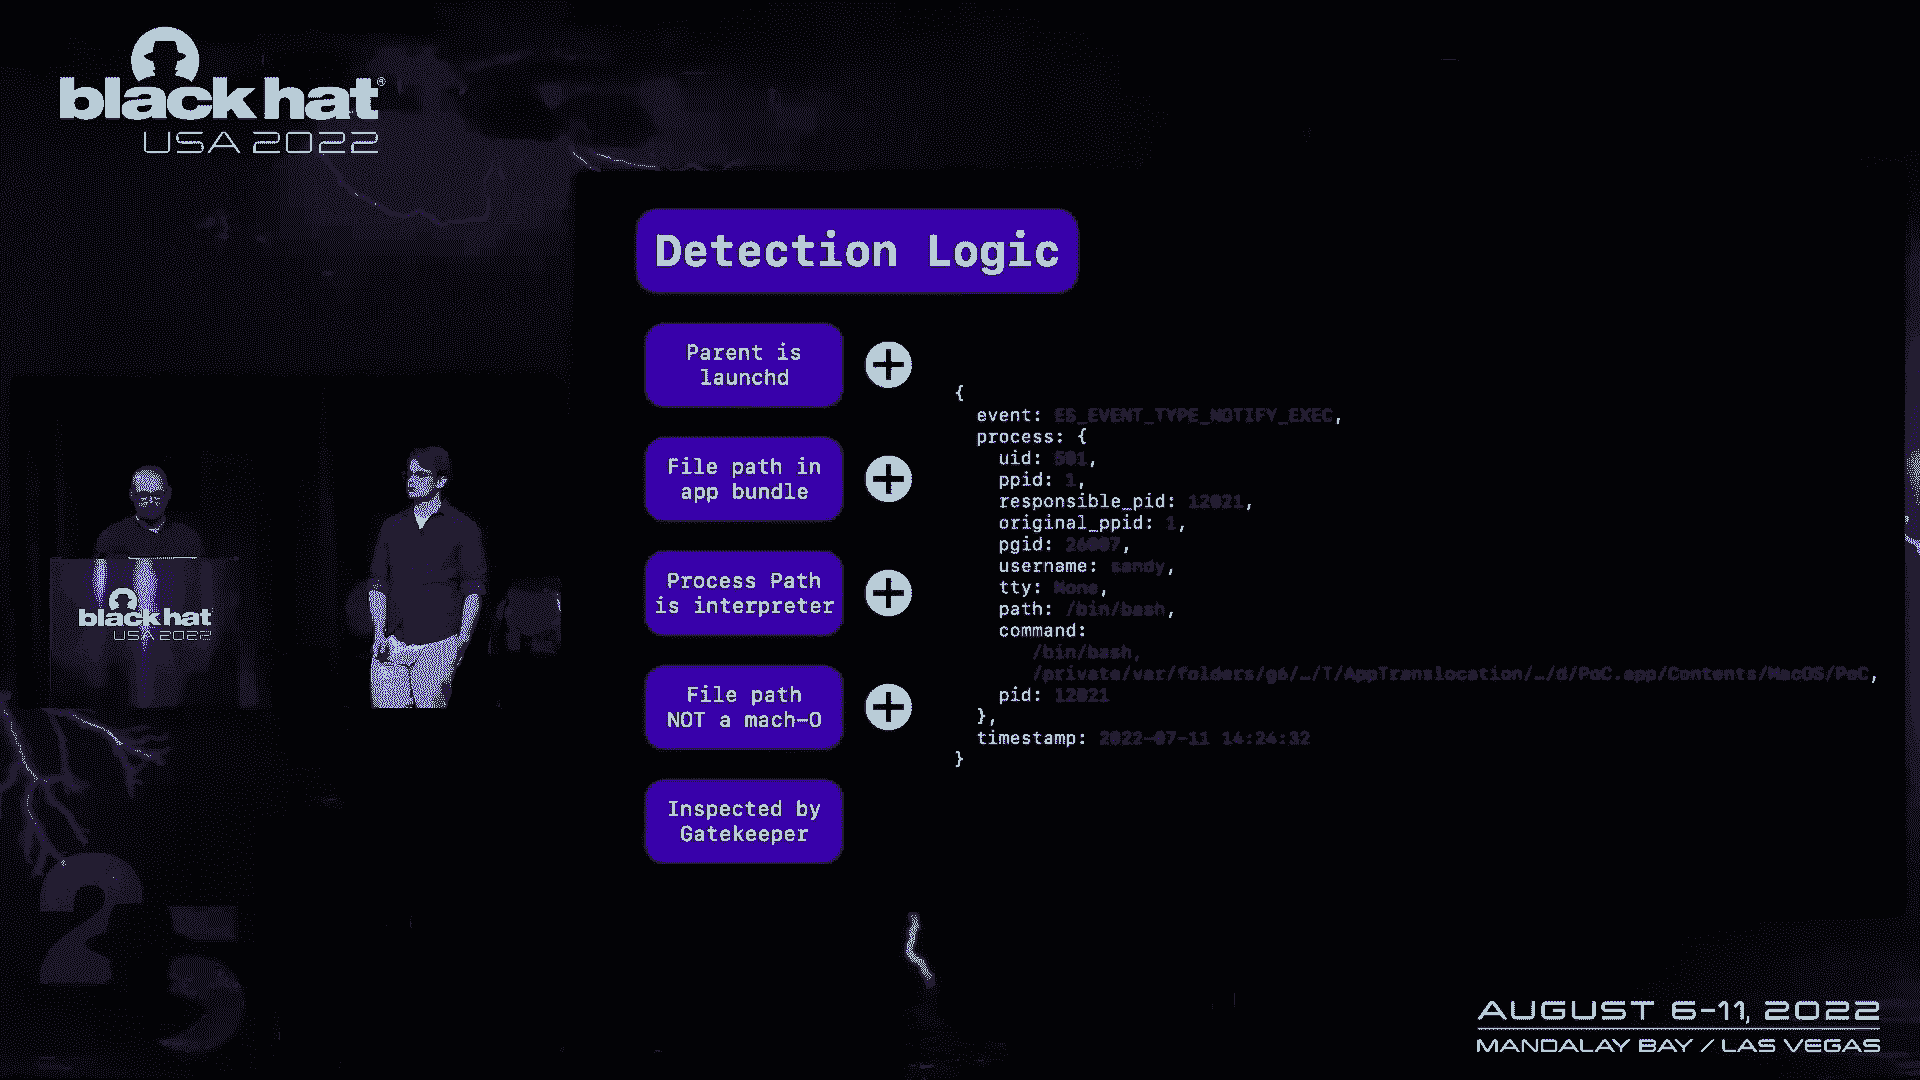 black hat®
USA 2022
Detection Logic
Parent is
launchd
File path in
app bundle
Process Path
is interpreter
File path
NOT a mach-O
Inspected by
Gatekeeper
{
event: ES_EVENT_TYPE_NOTIFY_EXEC,
process: {
uid: 501,
ppid: 1,
responsible_pid: 12021,
original_ppid: 1,
pgid:
username: sandy,
tty: None,
path: /bin/bash,
command:
/bin/bash,
/private/var/folders/g6/…/T/AppTranslocation/…/d/PoC.app/Contents/MacOS/PoC,
pid: 12021
},
timestamp: 2022-07-11 14:24:32
}
black hat
USA 2022
25
AUGUST 6-11, 2022
MANDALAY BAY / LAS VEGAS